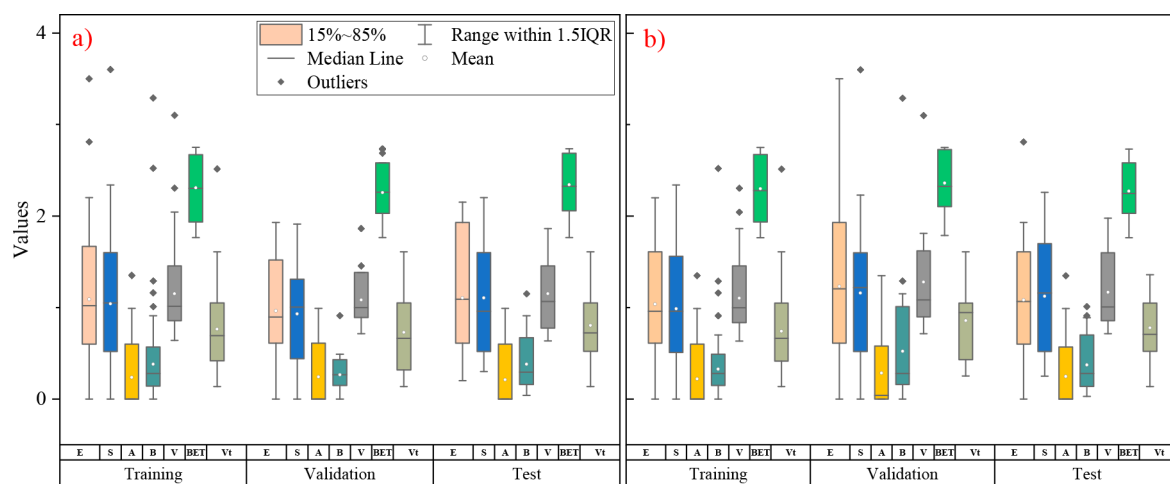 a)
15%~85%
Range within 1.5IQR
Median Line
Mean
Outliers
b)
Values
4
2
0
E S A B V BET Vt E S A B V BET Vt E S A B V BET Vt
Training Validation Test
E S A B V BET Vt E S A B V BET Vt E S A B V BET Vt
Training Validation Test